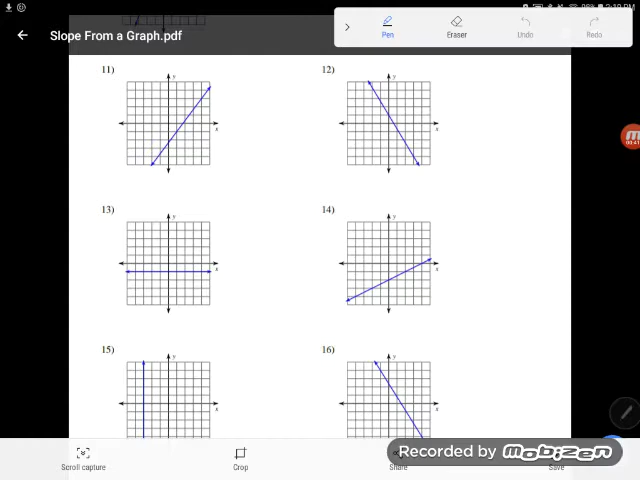 Slope From a Graph.pdf
Pen
Eraser
Undo
Redo
11)
y
x
12)
y
x
13)
y
x
14)
y
x
15)
y
x
16)
y
x
Recorded by mobizen
Scroll capture
Crop
Share
Save